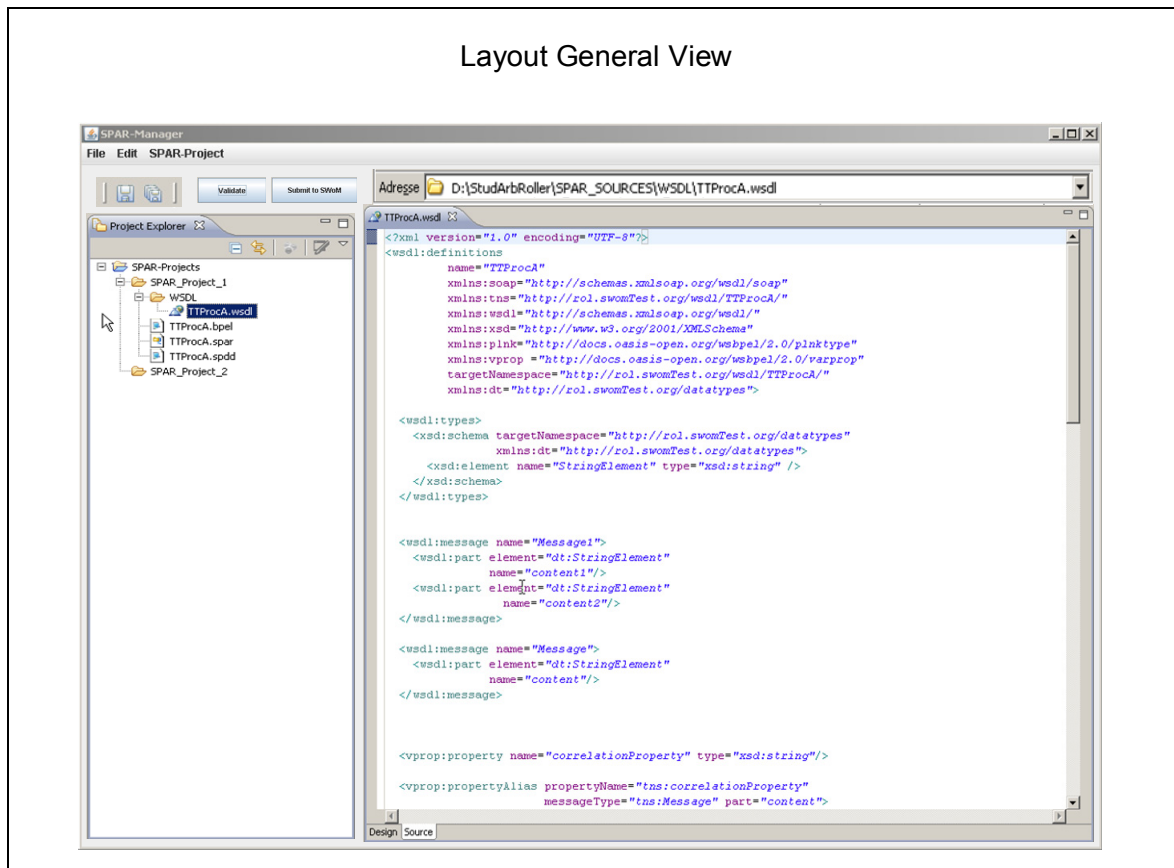 Layout General View
SPAR-Manager
File Edit SPAR-Project
Validate Submit to SWoM
Adresse D:\StudArbRoller\SPAR_SOURCES\WSDL\TTProcA.wsdl
Project Explorer
SPAR-Projects
SPAR_Project_1
WSDL
TTProcA.wsdl
TTProcA.bpel
TTProcA.spar
TTProcA.spdd
SPAR_Project_2
TTProcA.wsdl
<?xml version="1.0" encoding="UTF-8"?>
<wsdl:definitions
name="TTProcA"
xmlns:soap="http://schemas.xmlsoap.org/wsdl/soap"
xmlns:tns="http://rol.swomTest.org/wsdl/TTProcA/"
xmlns:wsdl="http://schemas.xmlsoap.org/wsdl/"
xmlns:xsd="http://www.w3.org/2001/XMLSchema"
xmlns:plnk="http://docs.oasis-open.org/wsbpel/2.0/plnktype"
xmlns:vprop ="http://docs.oasis-open.org/wsbpel/2.0/varprop"
targetNamespace="http://rol.swomTest.org/wsdl/TTProcA/"
xmlns:dt="http://rol.swomTest.org/datatypes">
<wsdl:types>
<xsd:schema targetNamespace="http://rol.swomTest.org/datatypes"
xmlns:dt="http://rol.swomTest.org/datatypes">
<xsd:element name="StringElement" type="xsd:string" />
</xsd:schema>
</wsdl:types>
<wsdl:message name="Message1">
<wsdl:part element="dt:StringElement"
name="content1"/>
<wsdl:part element="dt:StringElement"
name="content2"/>
</wsdl:message>
<wsdl:message name="Message">
<wsdl:part element="dt:StringElement"
name="content"/>
</wsdl:message>
<vprop:property name="correlationProperty" type="xsd:string"/>
<vprop:propertyAlias propertyName="tns:correlationProperty"
messageType="tns:Message" part="content">
Design Source